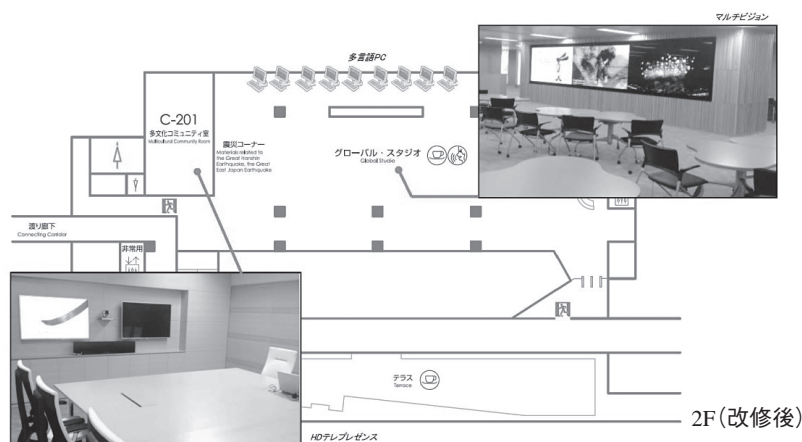 マルチビジョン
多言語PC
C-201
多文化コミュニティ室
Multicultural Community Room
震災コーナー
Materials related to
the Great Hanshin
Earthquake, the Great
East Japan Earthquake
グローバル・スタジオ
Global Studio
渡り廊下
Connecting Corridor
非常用
テラス
Terrace
2F(改修後)
HDテレプレゼンス